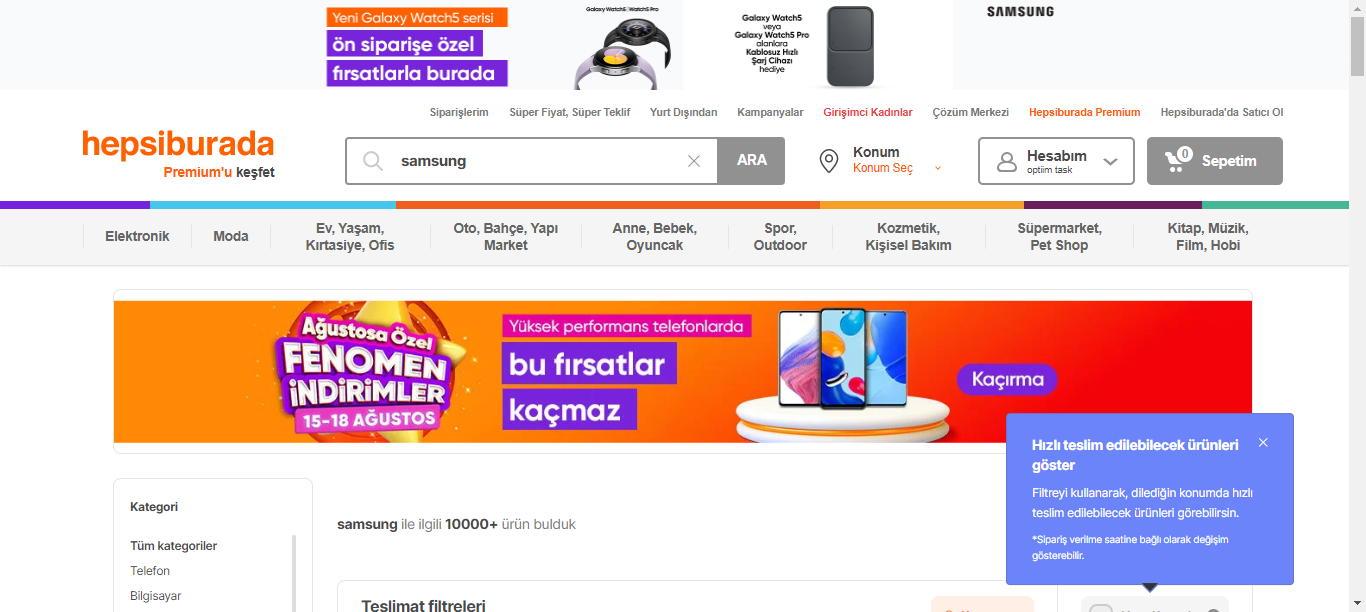 Yeni Galaxy Watch5 serisi
ön siparişe özel
fırsatlarla burada
Galaxy Watch5 | Watch5 Pro
Galaxy Watch5
veya
Galaxy Watch5 Pro
alanlara
Kablosuz Hızlı
Şarj Cihazı
hediye
SAMSUNG
Siparişlerim
Süper Fiyat, Süper Teklif
Yurt Dışından
Kampanyalar
Girişimci Kadınlar
Çözüm Merkezi
Hepsiburada Premium
Hepsiburada'da Satıcı Ol
hepsiburada
Premium'u keşfet
samsung
ARA
Konum
Konum Seç
Hesabım
optiim task
0
Sepetim
Elektronik
Moda
Ev, Yaşam,
Kırtasiye, Ofis
Oto, Bahçe, Yapı
Market
Anne, Bebek,
Oyuncak
Spor,
Outdoor
Kozmetik,
Kişisel Bakım
Süpermarket,
Pet Shop
Kitap, Müzik,
Film, Hobi
Ağustosa Özel
FENOMEN
İNDİRİMLER
15-18 AĞUSTOS
Yüksek performans telefonlarda
bu fırsatlar
kaçmaz
Kaçırma
Hızlı teslim edilebilecek ürünleri
göster
Filtreyi kullanarak, dilediğin konumda hızlı
teslim edilebilecek ürünleri görebilirsin.
*Sipariş verilme saatine bağlı olarak değişim
gösterebilir.
Kategori
Tüm kategoriler
Telefon
Bilgisayar
samsung ile ilgili 10000+ ürün bulduk
Teslimat filtreleri